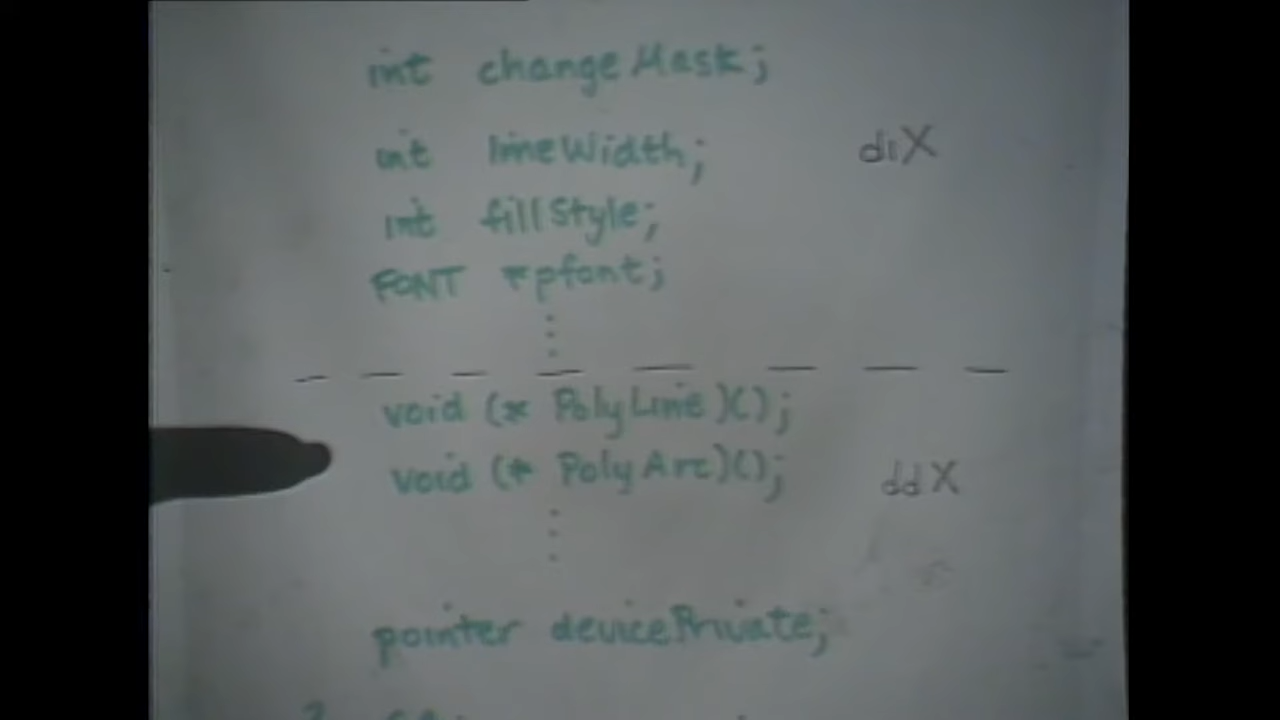 int changeMask;
int lineWidth; diX
int fillStyle;
FONT *pfont;
void (* PolyLine)();
void (* PolyArc)(); ddX
pointer devicePrivate;